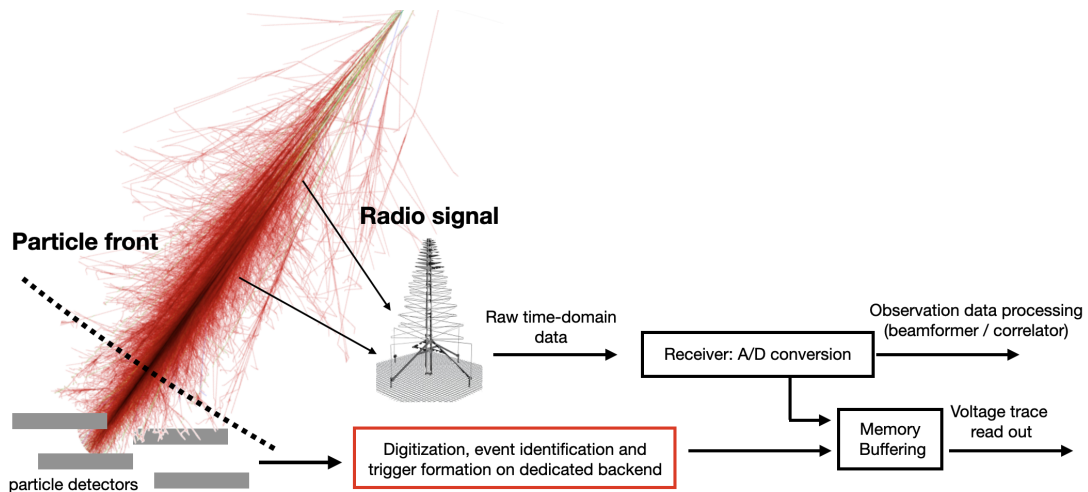 Radio signal
Particle front
Raw time-domain
data
Observation data processing
(beamformer / correlator)
Receiver: A/D conversion
Memory
Buffering
Voltage trace
read out
Digitization, event identification and
trigger formation on dedicated backend
particle detectors